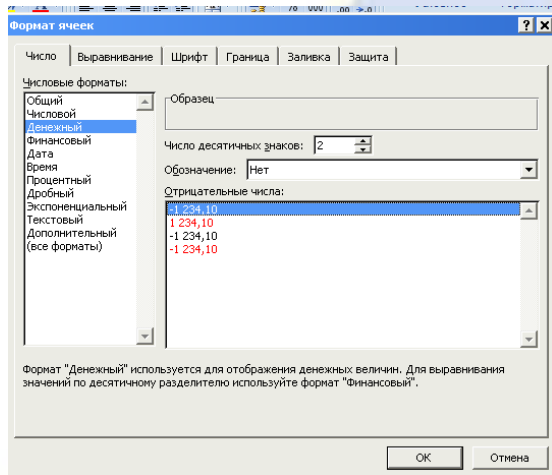 % 000 ,00 ,0
Формат ячеек
Число Выравнивание Шрифт Граница Заливка Защита
Числовые форматы:
Общий
Числовой
Денежный
Финансовый
Дата
Время
Процентный
Дробный
Экспоненциальный
Текстовый
Дополнительный
(все форматы)
Образец
Число десятичных знаков: 2
Обозначение: Нет
Отрицательные числа:
-1 234,10
1 234,10
-1 234,10
-1 234,10
Формат "Денежный" используется для отображения денежных величин. Для выравнивания
значений по десятичному разделителю используйте формат "Финансовый".
ОК Отмена